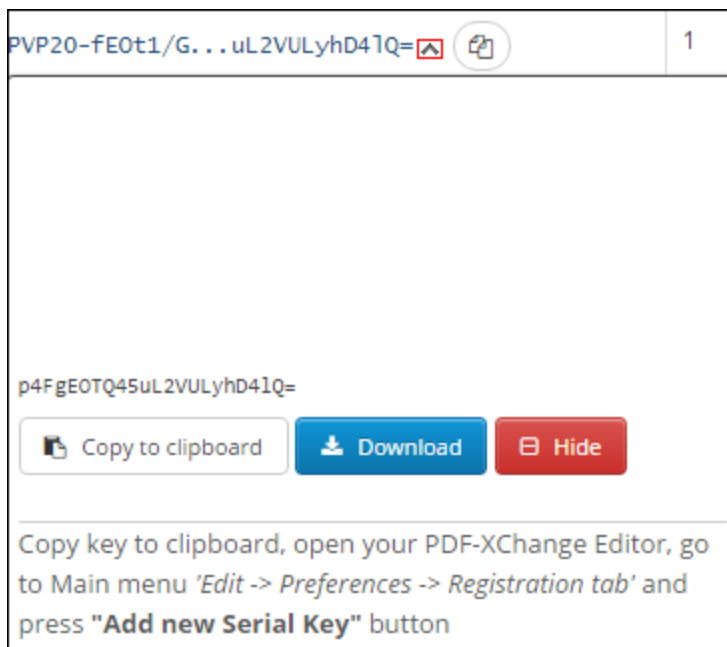 PVP20-fEOt1/G...uL2VULyhD4lQ= 1
p4FgEOTQ45uL2VULyhD4lQ=
Copy to clipboard Download Hide
Copy key to clipboard, open your PDF-XChange Editor, go
to Main menu 'Edit -> Preferences -> Registration tab' and
press "Add new Serial Key" button